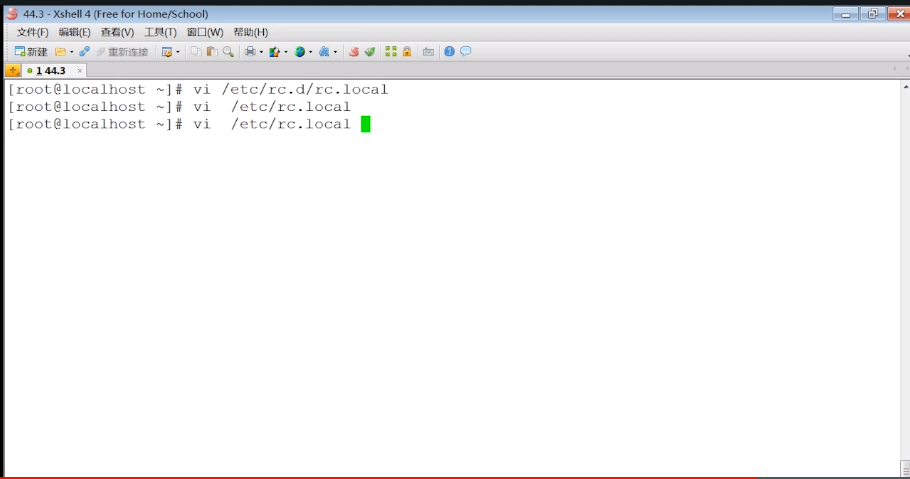 44.3 - Xshell 4 (Free for Home/School)
文件(F) 编辑(E) 查看(V) 工具(T) 窗口(W) 帮助(H)
新建 重新连接
1 44.3
[root@localhost ~]# vi /etc/rc.d/rc.local
[root@localhost ~]# vi  /etc/rc.local
[root@localhost ~]# vi  /etc/rc.local